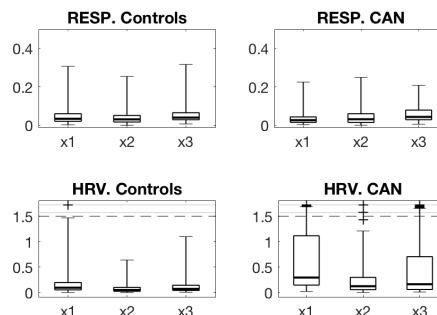 RESP. Controls
0.4
0.2
0
x1 x2 x3
RESP. CAN
0.4
0.2
0
x1 x2 x3
HRV. Controls
1.5
1
0.5
0
x1 x2 x3
HRV. CAN
1.5
1
0.5
0
x1 x2 x3